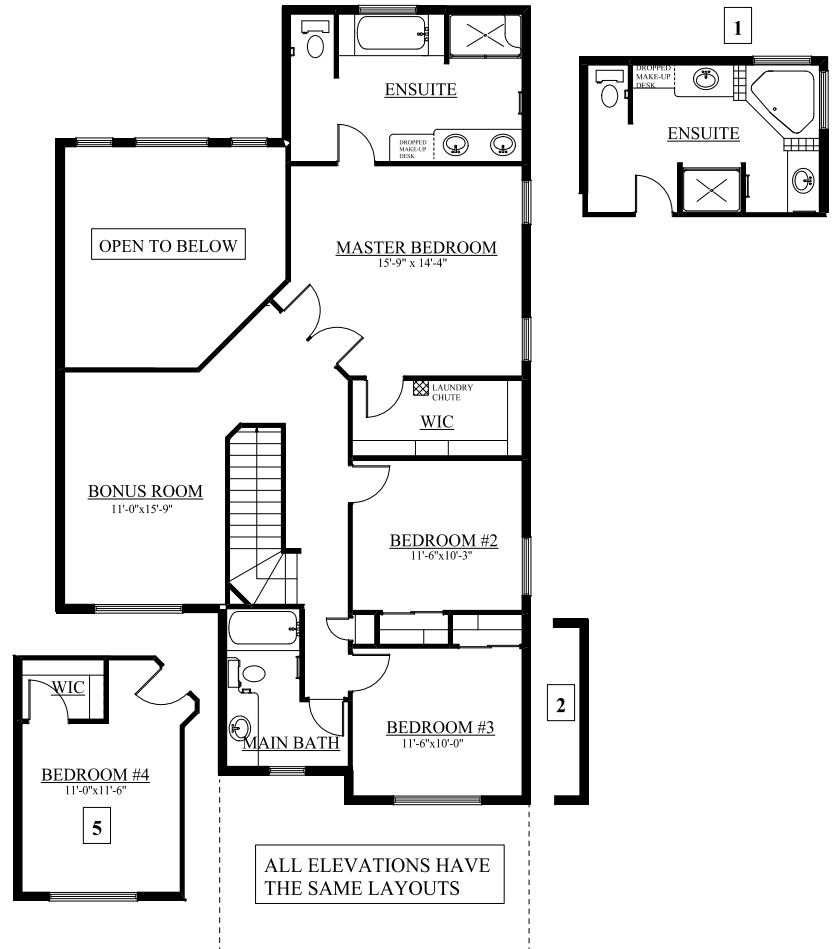 1
ENSUITE
DROPPED
MAKE-UP
DESK
DROPPED
MAKE-UP
DESK
ENSUITE
OPEN TO BELOW
MASTER BEDROOM
15'-9" x 14'-4"
LAUNDRY
CHUTE
WIC
BONUS ROOM
11'-0"x15'-9"
BEDROOM #2
11'-6"x10'-3"
WIC
2
BEDROOM #3
11'-6"x10'-0"
MAIN BATH
BEDROOM #4
11'-0"x11'-6"
5
ALL ELEVATIONS HAVE
THE SAME LAYOUTS